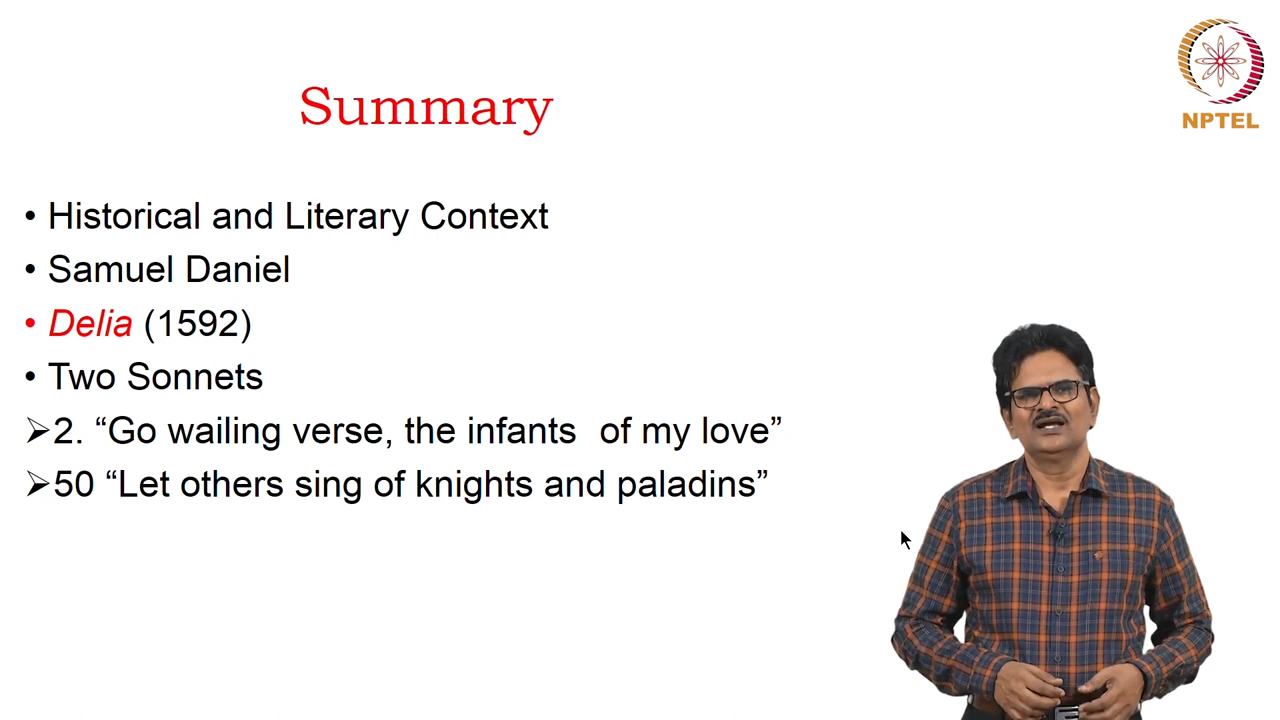 NPTEL
Summary
• Historical and Literary Context
• Samuel Daniel
• Delia (1592)
• Two Sonnets
➢2. “Go wailing verse, the infants  of my love”
➢50 “Let others sing of knights and paladins”